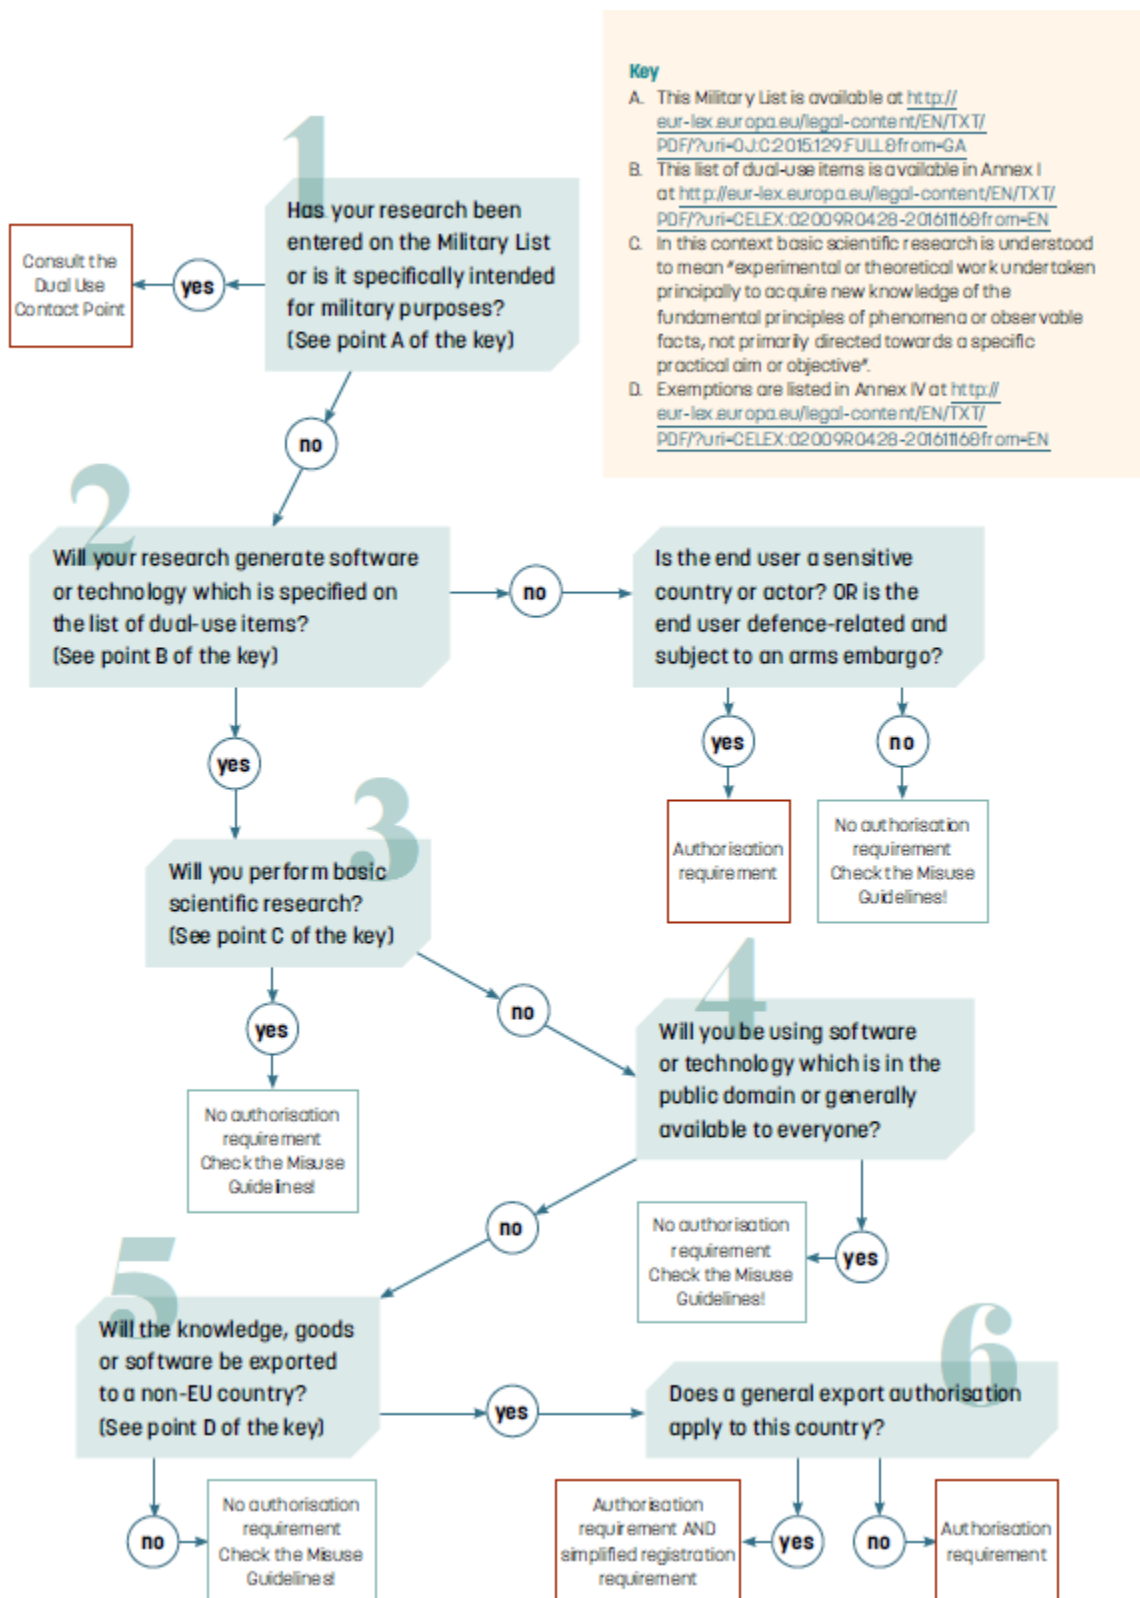 Key
A. This Military List is available at http://
eur-lex.europa.eu/legal-content/EN/TXT/
PDF/?uri=OJ:C:2015:129:FULL&from=GA
B. This list of dual-use items is available in Annex I
at http://eur-lex.europa.eu/legal-content/EN/TXT/
PDF/?uri=CELEX:02009R0428-20161116&from=EN
C. In this context basic scientific research is understood
to mean "experimental or theoretical work undertaken
principally to acquire new knowledge of the
fundamental principles of phenomena or observable
facts, not primarily directed towards a specific
practical aim or objective".
D. Exemptions are listed in Annex IV at http://
eur-lex.europa.eu/legal-content/EN/TXT/
PDF/?uri=CELEX:02009R0428-20161116&from=EN
1
Has your research been
entered on the Military List
or is it specifically intended
for military purposes?
(See point A of the key)
yes
Consult the
Dual Use
Contact Point
no
2
Will your research generate software
or technology which is specified on
the list of dual-use items?
(See point B of the key)
no
Is the end user a sensitive
country or actor? OR is the
end user defence-related and
subject to an arms embargo?
yes
no
Authorisation
requirement
No authorisation
requirement
Check the Misuse
Guidelines!
yes
3
Will you perform basic
scientific research?
(See point C of the key)
yes
No authorisation
requirement
Check the Misuse
Guidelines!
no
4
Will you be using software
or technology which is in the
public domain or generally
available to everyone?
yes
No authorisation
requirement
Check the Misuse
Guidelines!
no
5
Will the knowledge, goods
or software be exported
to a non-EU country?
(See point D of the key)
no
No authorisation
requirement
Check the Misuse
Guidelines!
yes
6
Does a general export authorisation
apply to this country?
yes
Authorisation
requirement AND
simplified registration
requirement
no
Authorisation
requirement